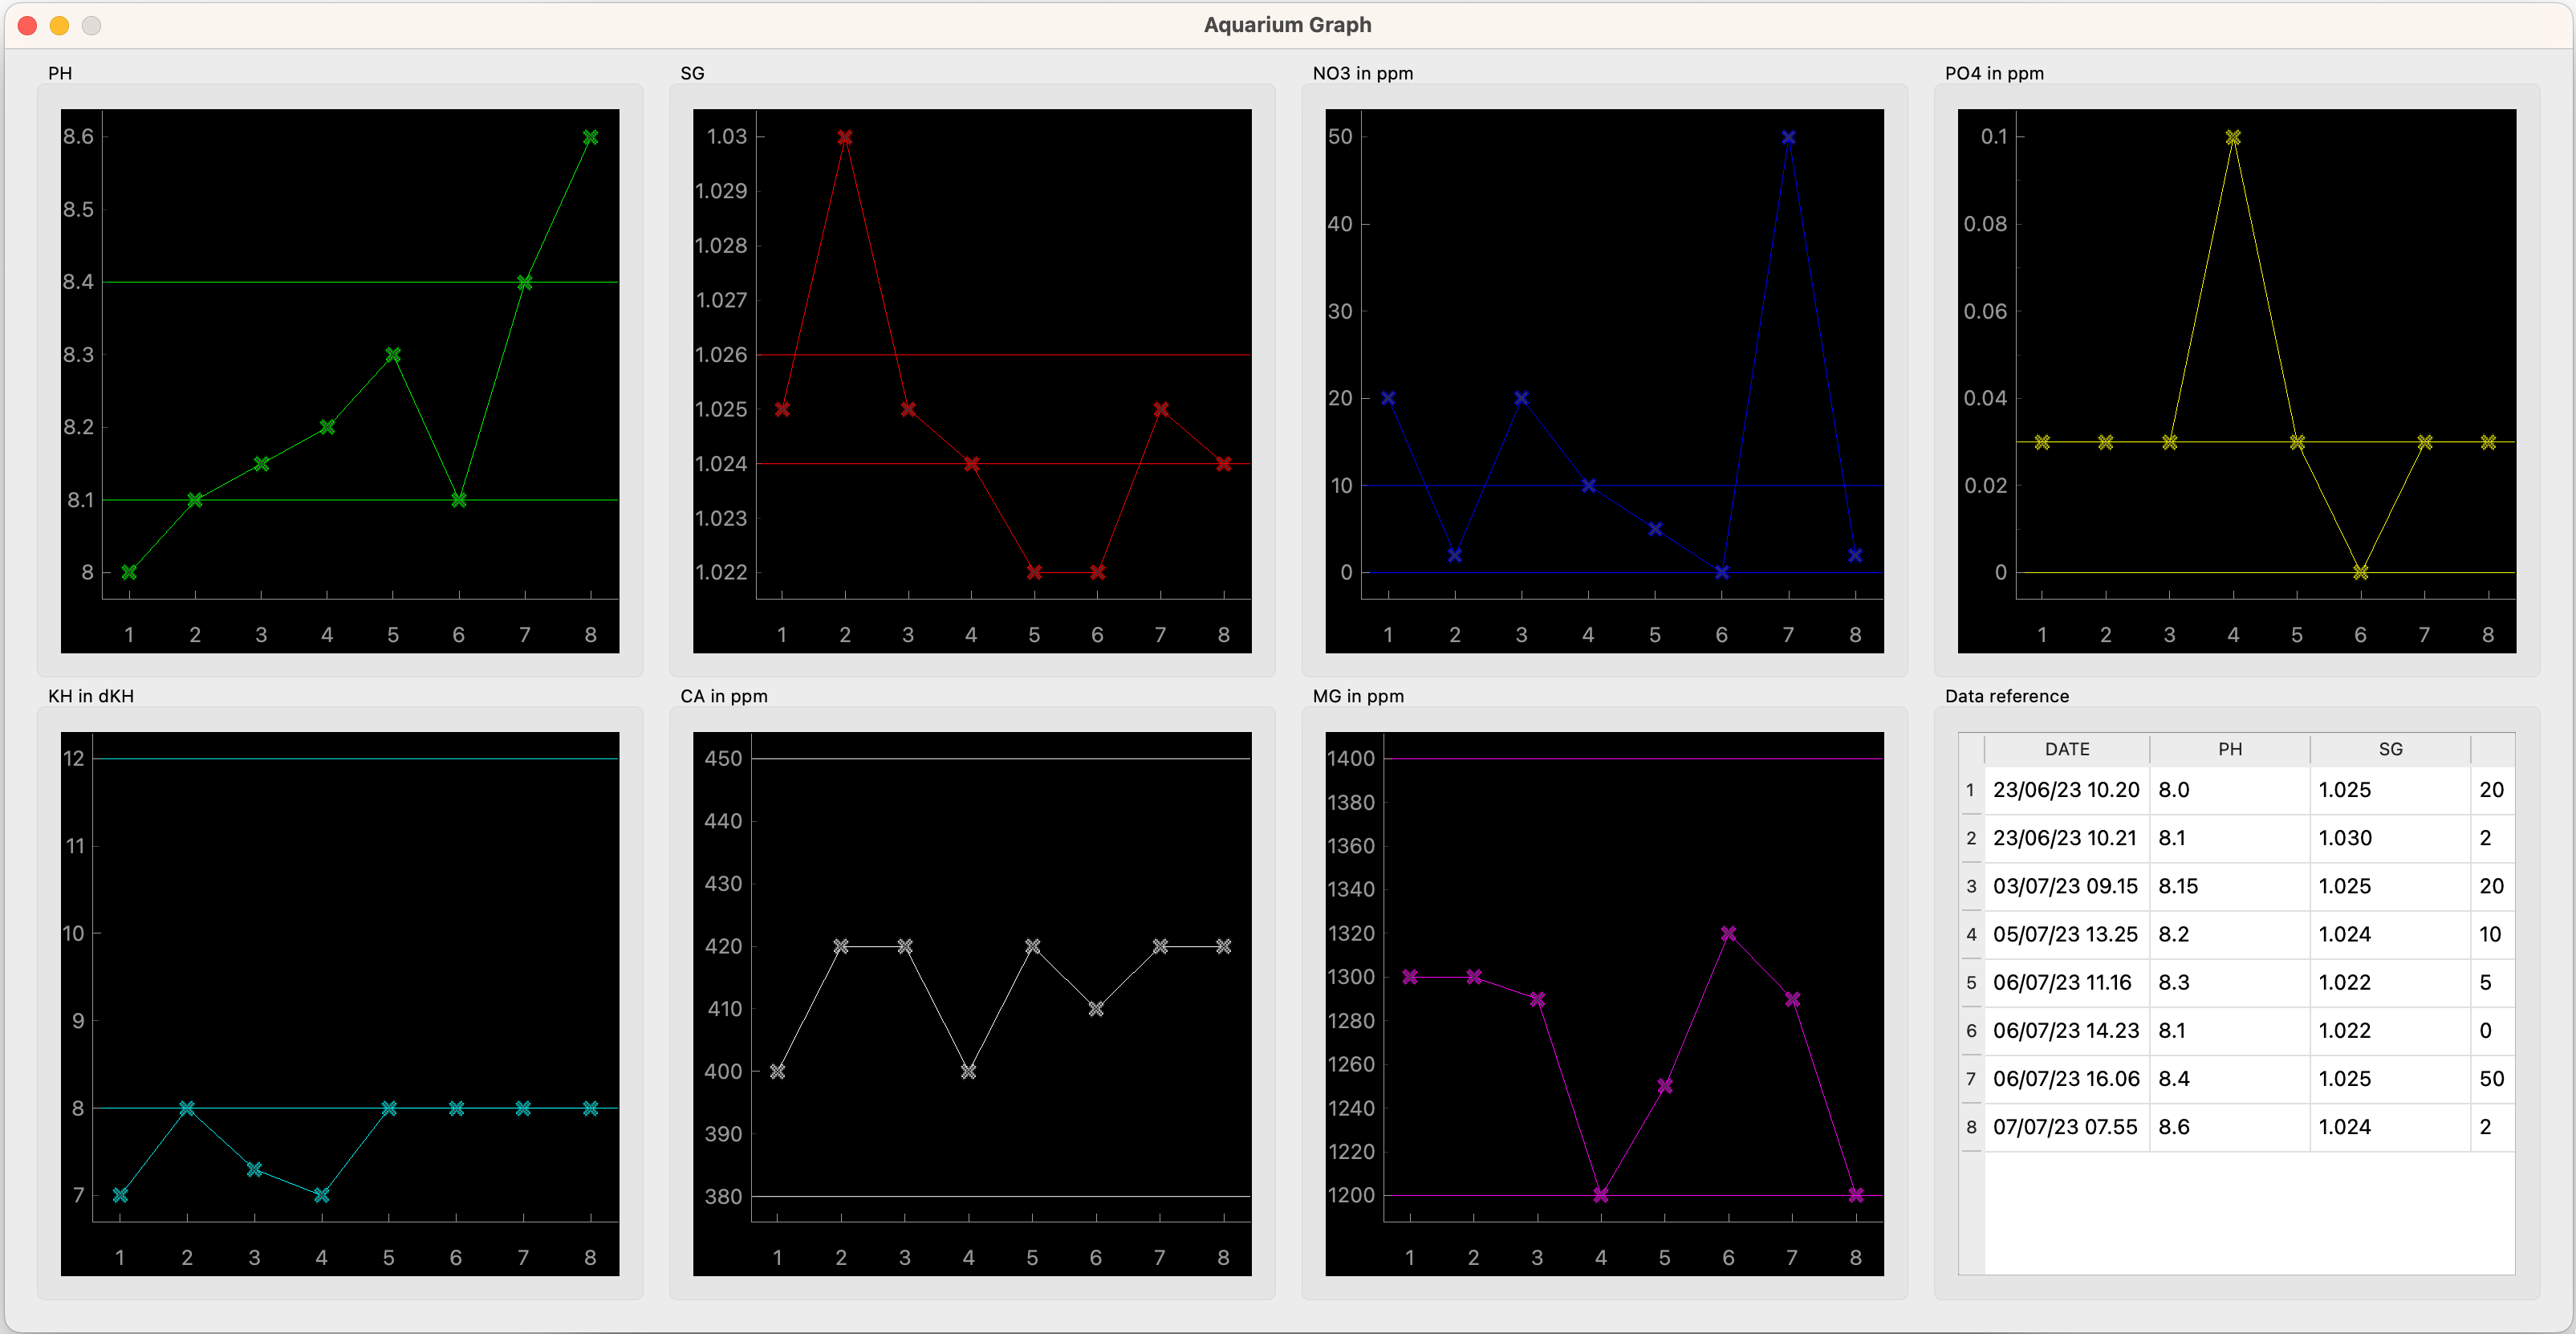 Aquarium Graph
PH
8.6
8.5
8.4
8.3
8.2
8.1
8
1 2 3 4 5 6 7 8
SG
1.03
1.029
1.028
1.027
1.026
1.025
1.024
1.023
1.022
1 2 3 4 5 6 7 8
NO3 in ppm
50
40
30
20
10
0
1 2 3 4 5 6 7 8
PO4 in ppm
0.1
0.08
0.06
0.04
0.02
0
1 2 3 4 5 6 7 8
KH in dKH
12
11
10
9
8
7
1 2 3 4 5 6 7 8
CA in ppm
450
440
430
420
410
400
390
380
1 2 3 4 5 6 7 8
MG in ppm
1400
1380
1360
1340
1320
1300
1280
1260
1240
1220
1200
1 2 3 4 5 6 7 8
Data reference
DATE PH SG
1 23/06/23 10.20 8.0 1.025 20
2 23/06/23 10.21 8.1 1.030 2
3 03/07/23 09.15 8.15 1.025 20
4 05/07/23 13.25 8.2 1.024 10
5 06/07/23 11.16 8.3 1.022 5
6 06/07/23 14.23 8.1 1.022 0
7 06/07/23 16.06 8.4 1.025 50
8 07/07/23 07.55 8.6 1.024 2